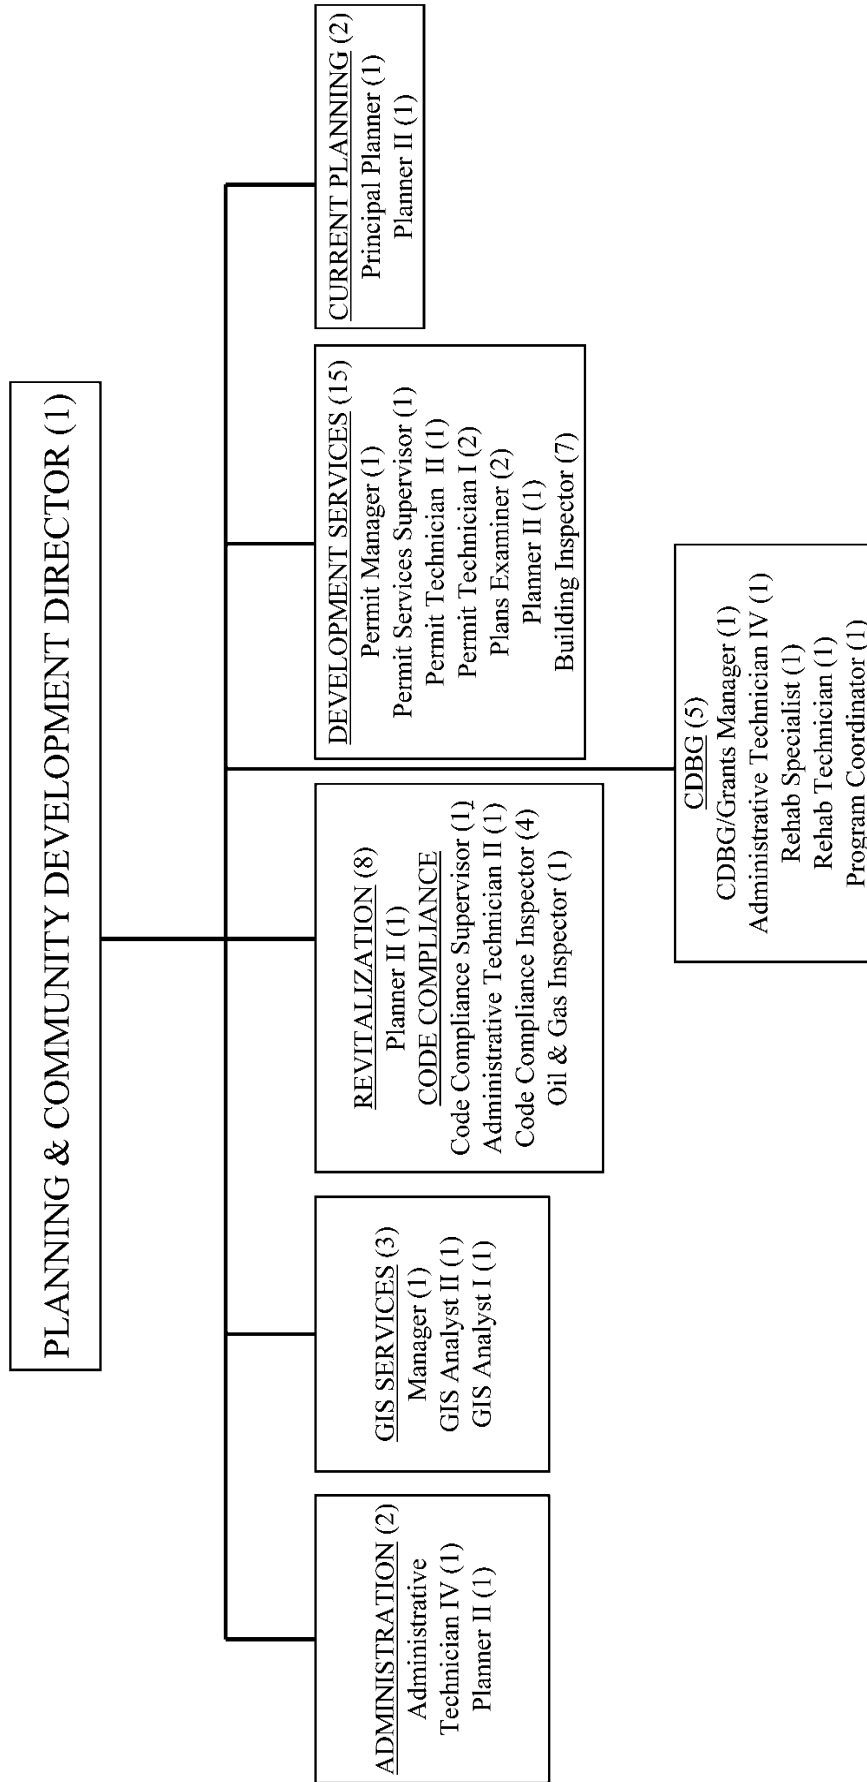 PLANNING & COMMUNITY DEVELOPMENT DIRECTOR (1)
ADMINISTRATION (2)
Administrative
Technician IV (1)
Planner II (1)
GIS SERVICES (3)
Manager (1)
GIS Analyst II (1)
GIS Analyst I (1)
REVITALIZATION (8)
Planner II (1)
CODE COMPLIANCE
Code Compliance Supervisor (1)
Administrative Technician II (1)
Code Compliance Inspector (4)
Oil & Gas Inspector (1)
DEVELOPMENT SERVICES (15)
Permit Manager (1)
Permit Services Supervisor (1)
Permit Technician II (1)
Permit Technician I (2)
Plans Examiner (2)
Planner II (1)
Building Inspector (7)
CURRENT PLANNING (2)
Principal Planner (1)
Planner II (1)
CDBG (5)
CDBG/Grants Manager (1)
Administrative Technician IV (1)
Rehab Specialist (1)
Rehab Technician (1)
Program Coordinator (1)